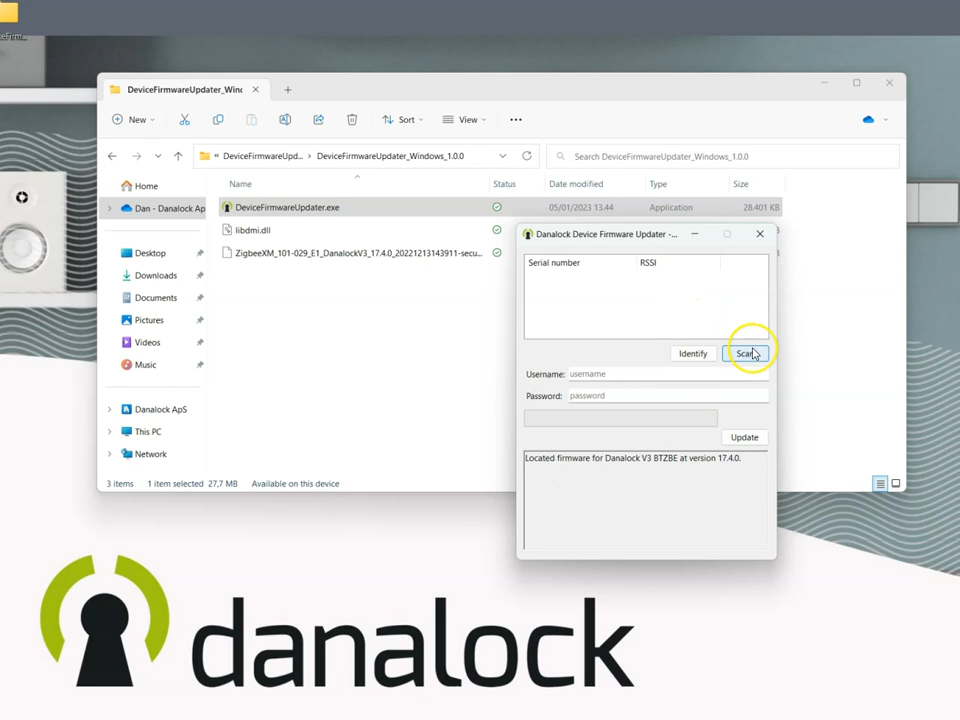 eFirm...
DeviceFirmwareUpdater_Winc
New
Sort
View
DeviceFirmwareUpd... DeviceFirmwareUpdater_Windows_1.0.0
Search DeviceFirmwareUpdater_Windows_1.0.0
Name Status Date modified Type Size
Home
Dan - Danalock Ap
Desktop
Downloads
Documents
Pictures
Videos
Music
Danalock ApS
This PC
Network
DeviceFirmwareUpdater.exe 05/01/2023 13.44 Application 28.401 KB
libdmi.dll
ZigbeeXM_101-029_E1_DanalockV3_17.4.0_20221213143911-secu...
3 items 1 item selected 27,7 MB Available on this device
Danalock Device Firmware Updater -...
Serial number RSSI
Identify Scan
Username: username
Password: password
Update
Located firmware for Danalock V3 BTZBE at version 17.4.0.
danalock